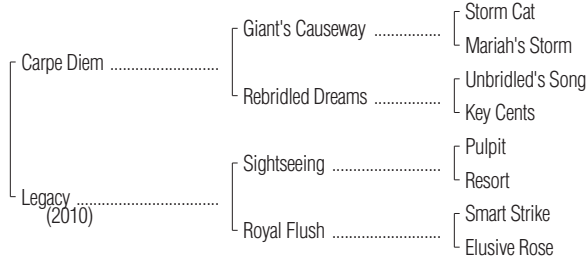 Storm Cat
Giant's Causeway ..................
Mariah's Storm
Carpe Diem ..............................
Unbridled's Song
Rebridled Dreams ..................
Key Cents
Pulpit
Sightseeing .............................
Resort
Legacy .......................................
(2010)
Smart Strike
Royal Flush .............................
Elusive Rose